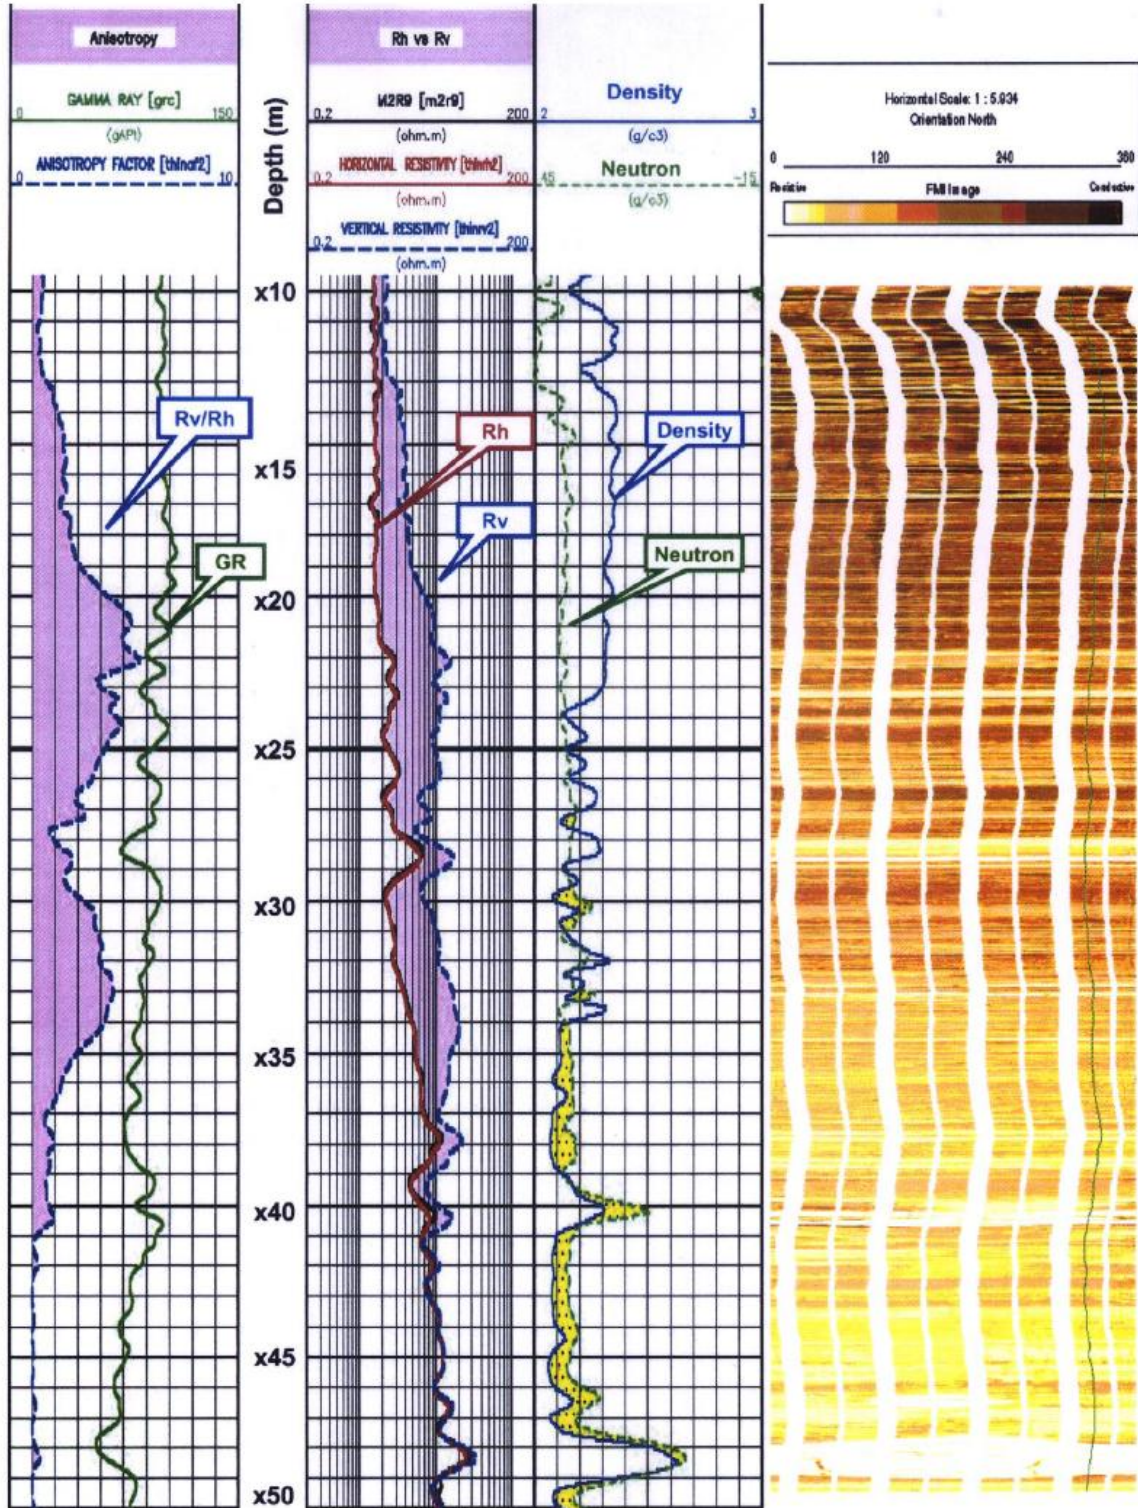 Anisotropy
GAMMA RAY [grc]
0 150
(gAPI)
ANISOTROPY FACTOR [thinaf2]
0 10
Depth (m)
Rh vs Rv
M2R9 [m2r9]
0.2 200
(ohm.m)
HORIZONTAL RESISTIVITY [thinrh2]
0.2 200
(ohm.m)
VERTICAL RESISTIVITY [thinrv2]
0.2 200
(ohm.m)
Density
2 3
(g/c3)
Neutron
45 -15
(g/c3)
Horizontal Scale: 1 : 5.934
Orientation North
0 120 240 360
Resistive FMI Image Conductive
x10
x15
x20
x25
x30
x35
x40
x45
x50
Rv/Rh
GR
Rh
Rv
Density
Neutron